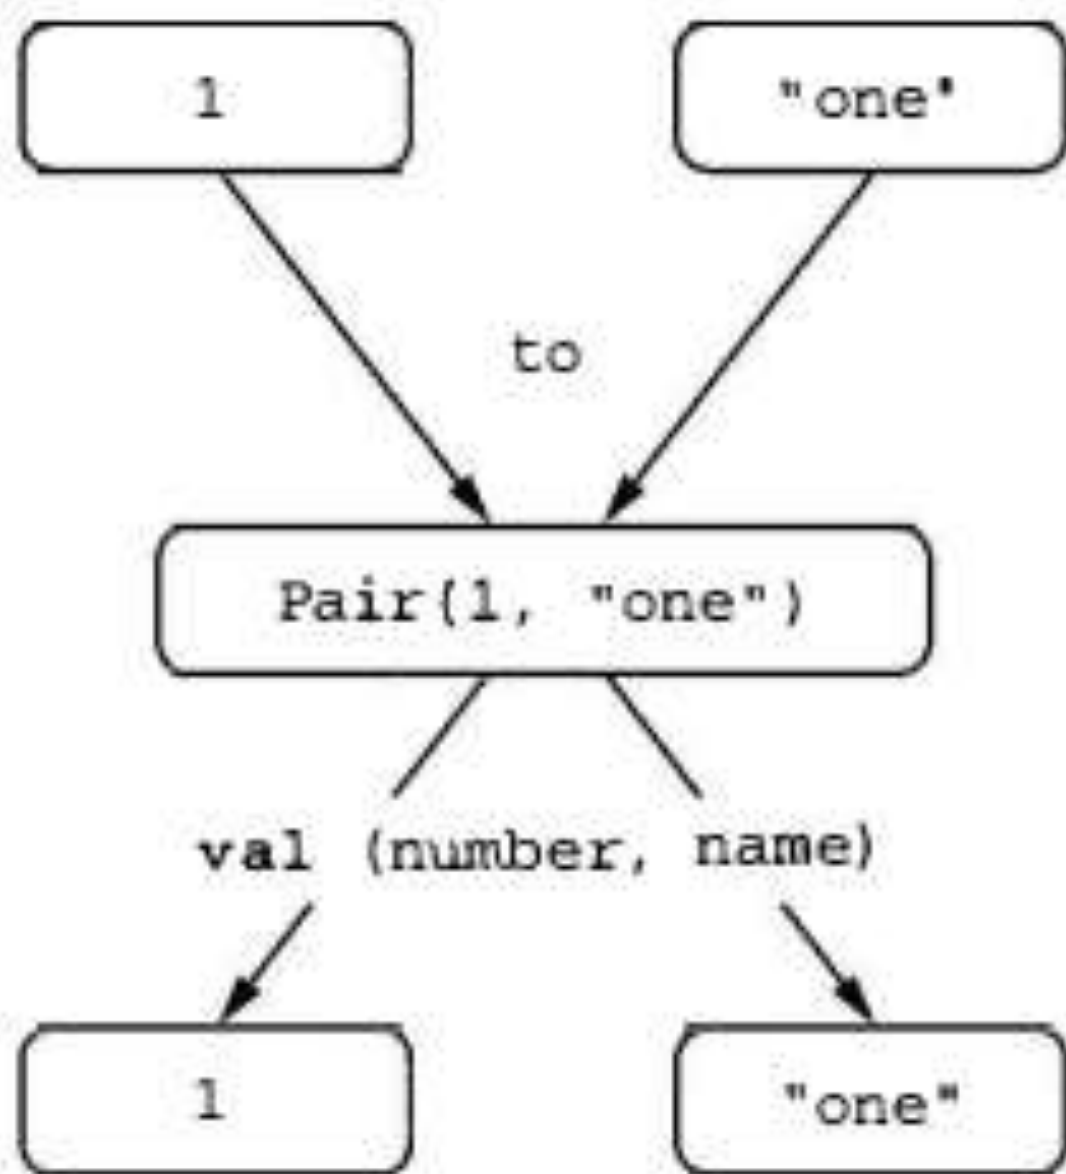 1 "one"
to
Pair(1, "one")
val (number, name)
1 "one"